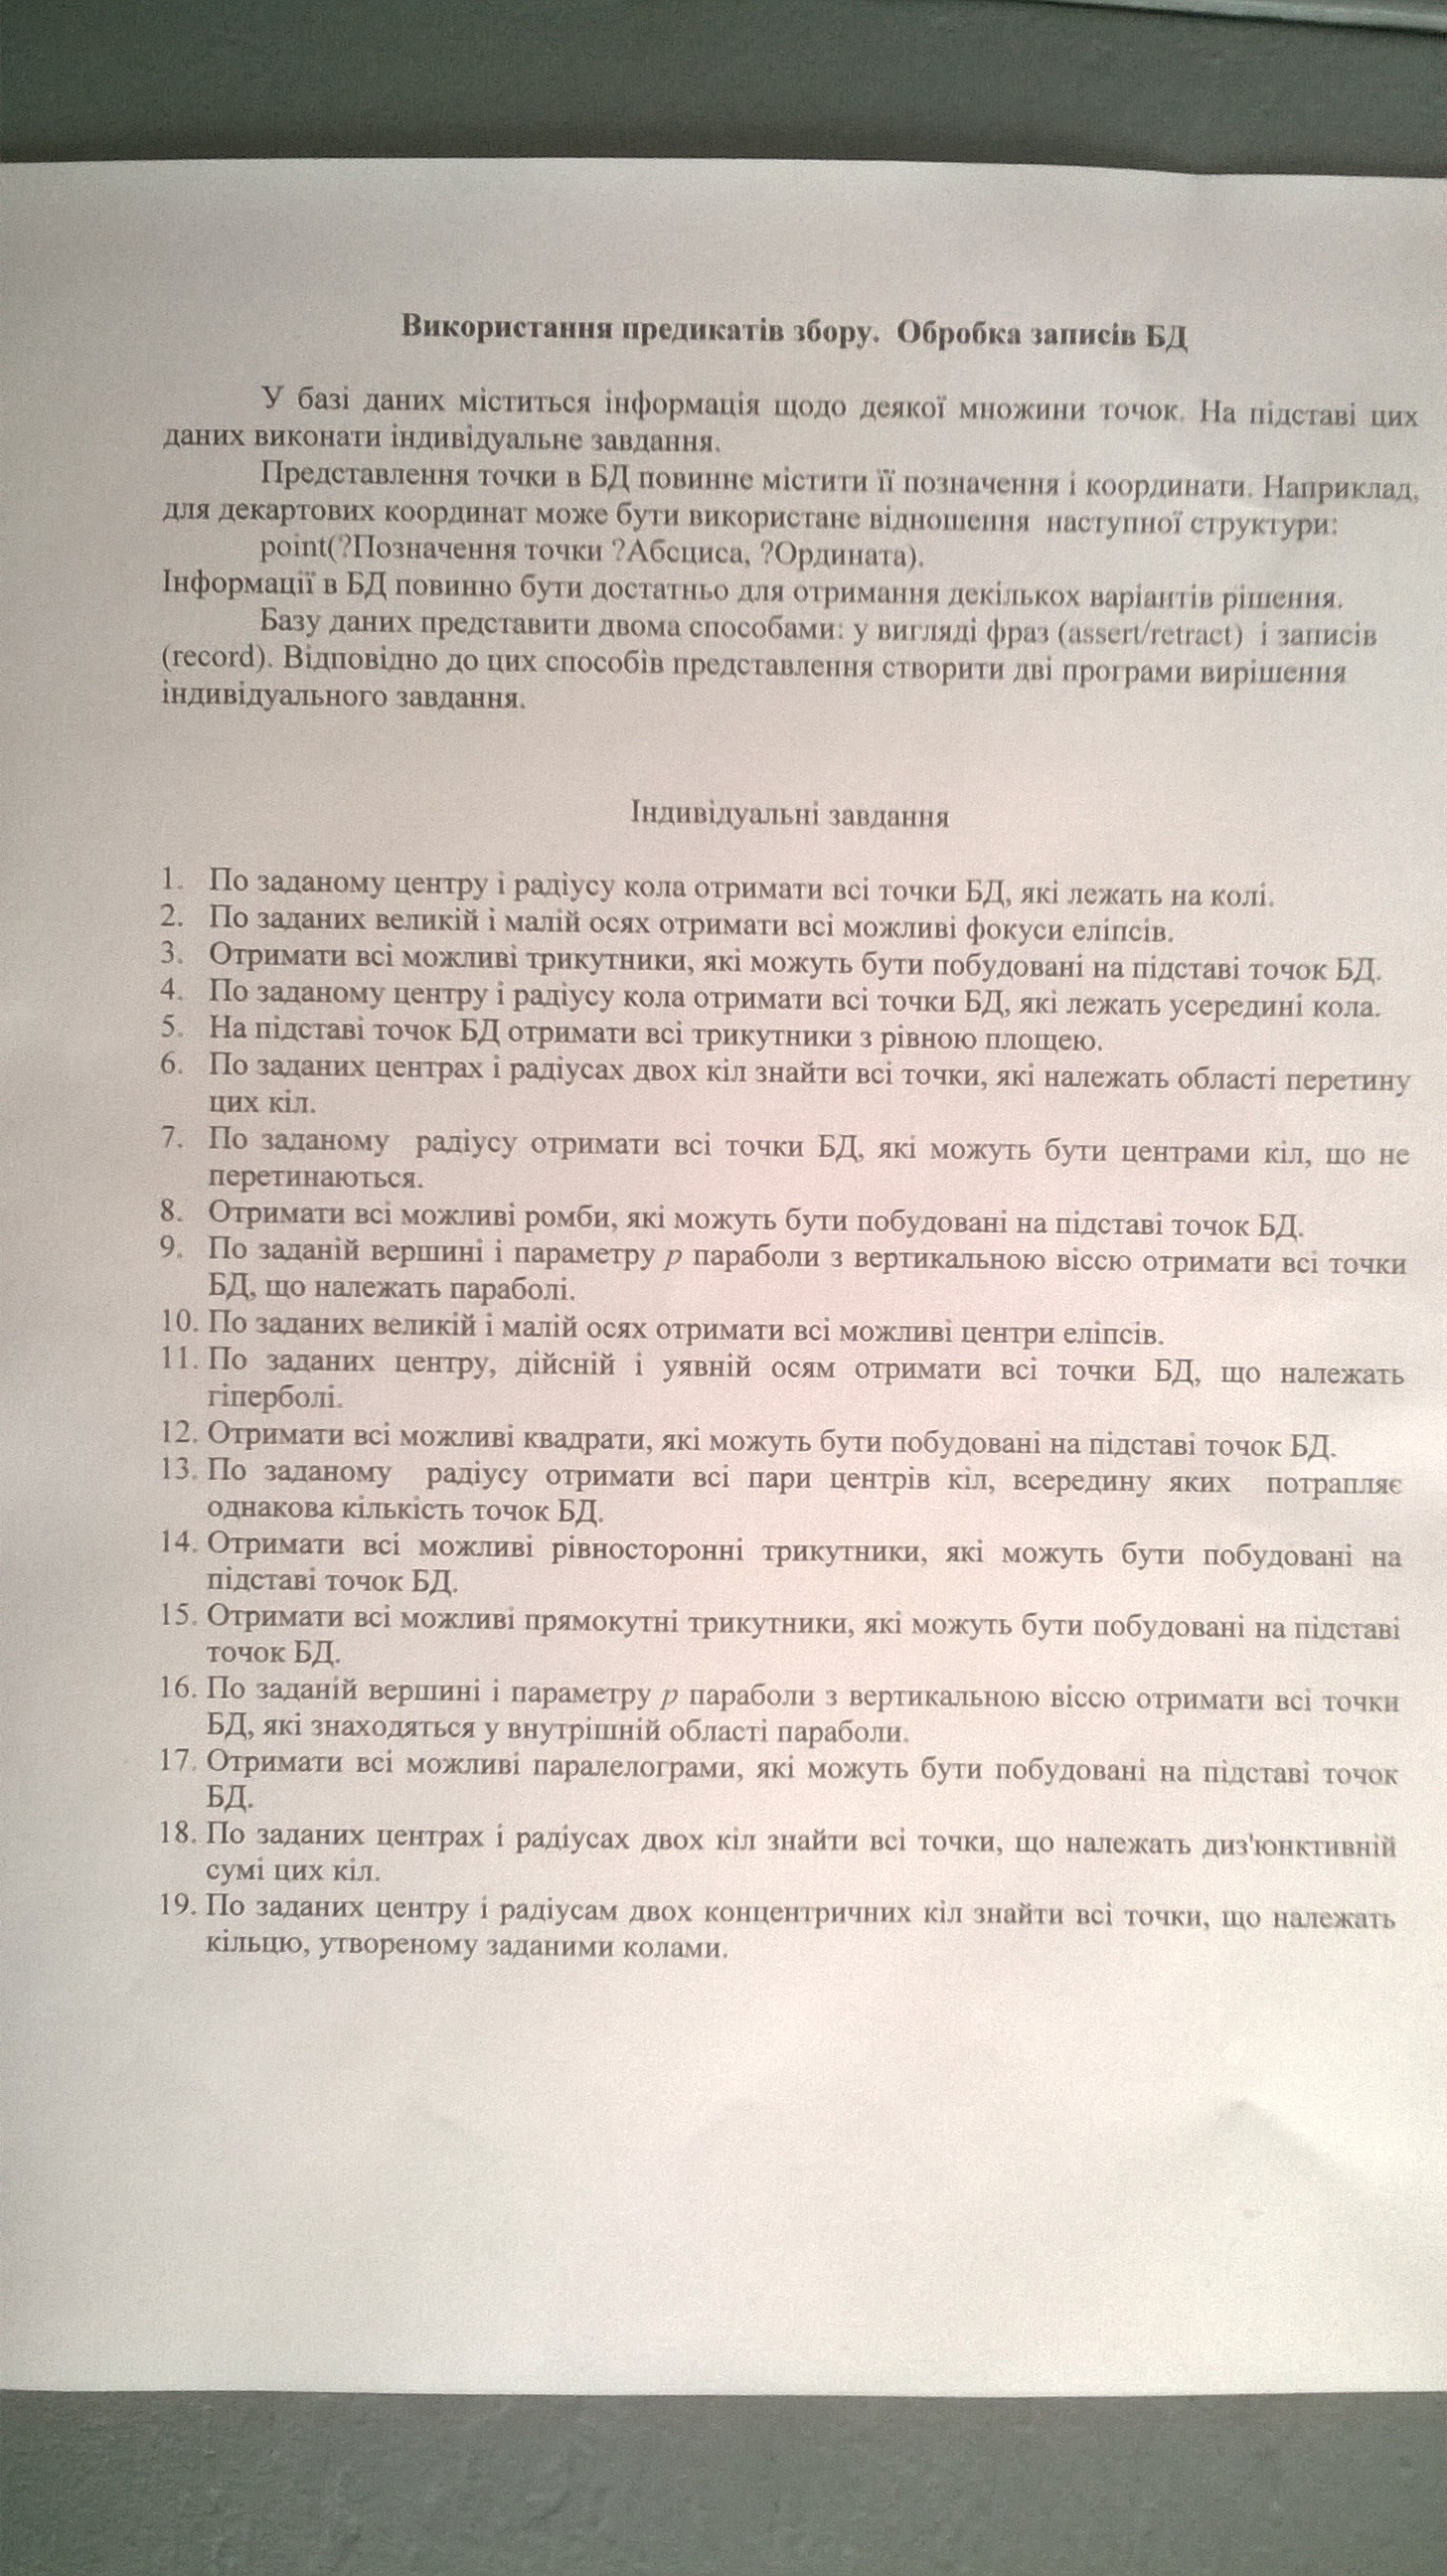 Використання предикатів збору. Обробка записів БД
У базі даних міститься інформація щодо деякої множини точок. На підставі цих
даних виконати індивідуальне завдання.
Представлення точки в БД повинне містити її позначення і координати. Наприклад,
для декартових координат може бути використане відношення наступної структури:
point(?Позначення точки ?Абсциса, ?Ордината).
Інформації в БД повинно бути достатньо для отримання декількох варіантів рішення.
Базу даних представити двома способами: у вигляді фраз (assert/retract) і записів
(record). Відповідно до цих способів представлення створити дві програми вирішення
індивідуального завдання.
Індивідуальні завдання
1. По заданому центру і радіусу кола отримати всі точки БД, які лежать на колі.
2. По заданих великій і малій осях отримати всі можливі фокуси еліпсів.
3. Отримати всі можливі трикутники, які можуть бути побудовані на підставі точок БД.
4. По заданому центру і радіусу кола отримати всі точки БД, які лежать усередині кола.
5. На підставі точок БД отримати всі трикутники з рівною площею.
6. По заданих центрах і радіусах двох кіл знайти всі точки, які належать області перетину
цих кіл.
7. По заданому радіусу отримати всі точки БД, які можуть бути центрами кіл, що не
перетинаються.
8. Отримати всі можливі ромби, які можуть бути побудовані на підставі точок БД.
9. По заданій вершині і параметру p параболи з вертикальною віссю отримати всі точки
БД, що належать параболі.
10. По заданих великій і малій осях отримати всі можливі центри еліпсів.
11. По заданих центру, дійсній і уявній осям отримати всі точки БД, що належать
гіперболі.
12. Отримати всі можливі квадрати, які можуть бути побудовані на підставі точок БД.
13. По заданому радіусу отримати всі пари центрів кіл, всередину яких потрапляє
однакова кількість точок БД.
14. Отримати всі можливі рівносторонні трикутники, які можуть бути побудовані на
підставі точок БД.
15. Отримати всі можливі прямокутні трикутники, які можуть бути побудовані на підставі
точок БД.
16. По заданій вершині і параметру p параболи з вертикальною віссю отримати всі точки
БД, які знаходяться у внутрішній області параболи.
17. Отримати всі можливі паралелограми, які можуть бути побудовані на підставі точок
БД.
18. По заданих центрах і радіусах двох кіл знайти всі точки, що належать диз'юнктивній
сумі цих кіл.
19. По заданих центру і радіусам двох концентричних кіл знайти всі точки, що належать
кільцю, утвореному заданими колами.